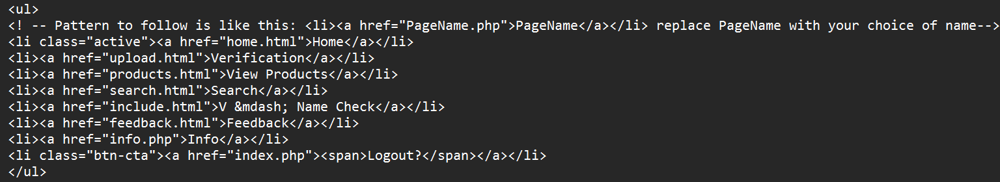 <ul>
<! -- Pattern to follow is like this: <li><a href="PageName.php">PageName</a></li> replace PageName with your choice of name-->
<li class="active"><a href="home.html">Home</a></li>
<li><a href="upload.html">Verification</a></li>
<li><a href="products.html">View Products</a></li>
<li><a href="search.html">Search</a></li>
<li><a href="include.html">V &mdash; Name Check</a></li>
<li><a href="feedback.html">Feedback</a></li>
<li><a href="info.php">Info</a></li>
<li class="btn-cta"><a href="index.php"><span>Logout?</span></a></li>
</ul>